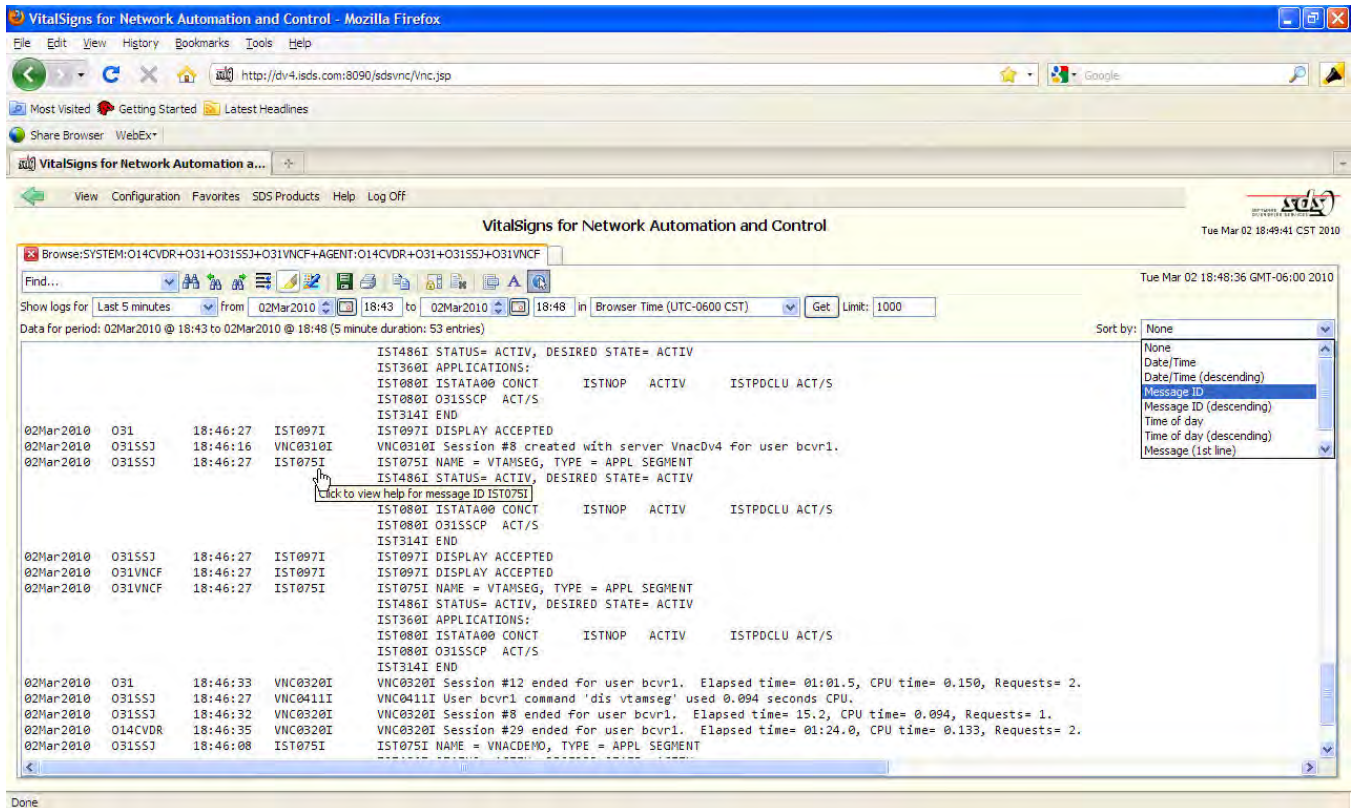 VitalSigns for Network Automation and Control - Mozilla Firefox
File Edit View History Bookmarks Tools Help
http://dv4.isds.com:8090/sdsvnc/Vnc.jsp
Google
Most Visited Getting Started Latest Headlines
Share Browser WebEx
VitalSigns for Network Automation a...
View Configuration Favorites SDS Products Help Log Off
sds
VitalSigns for Network Automation and Control
Tue Mar 02 18:49:41 CST 2010
Browse:SYSTEM:O14CVDR+O31+O31SSJ+O31VNCF+AGENT:O14CVDR+O31+O31SSJ+O31VNCF
Find...
A
Tue Mar 02 18:48:36 GMT-06:00 2010
Show logs for Last 5 minutes from 02Mar2010 18:43 to 02Mar2010 18:48 in Browser Time (UTC-0600 CST) Get Limit: 1000
Data for period: 02Mar2010 @ 18:43 to 02Mar2010 @ 18:48 (5 minute duration: 53 entries)
Sort by: None
None
Date/Time
Date/Time (descending)
Message ID
Message ID (descending)
Time of day
Time of day (descending)
Message (1st line)
IST486I STATUS= ACTIV, DESIRED STATE= ACTIV
IST360I APPLICATIONS:
IST080I ISTATA00 CONCT ISTNOP ACTIV ISTPDCLU ACT/S
IST080I O31SSCP ACT/S
IST314I END
02Mar2010 O31 18:46:27 IST097I IST097I DISPLAY ACCEPTED
02Mar2010 O31SSJ 18:46:16 VNC0310I VNC0310I Session #8 created with server VnacDv4 for user bcvr1.
02Mar2010 O31SSJ 18:46:27 IST075I IST075I NAME = VTAMSEG, TYPE = APPL SEGMENT
IST486I STATUS= ACTIV, DESIRED STATE= ACTIV
Click to view help for message ID IST075I
IST080I ISTATA00 CONCT ISTNOP ACTIV ISTPDCLU ACT/S
IST080I O31SSCP ACT/S
IST314I END
02Mar2010 O31SSJ 18:46:27 IST097I IST097I DISPLAY ACCEPTED
02Mar2010 O31VNCF 18:46:27 IST097I IST097I DISPLAY ACCEPTED
02Mar2010 O31VNCF 18:46:27 IST075I IST075I NAME = VTAMSEG, TYPE = APPL SEGMENT
IST486I STATUS= ACTIV, DESIRED STATE= ACTIV
IST360I APPLICATIONS:
IST080I ISTATA00 CONCT ISTNOP ACTIV ISTPDCLU ACT/S
IST080I O31SSCP ACT/S
IST314I END
02Mar2010 O31 18:46:33 VNC0320I VNC0320I Session #12 ended for user bcvr1. Elapsed time= 01:01.5, CPU time= 0.150, Requests= 2.
02Mar2010 O31SSJ 18:46:27 VNC0411I VNC0411I User bcvr1 command 'dis vtamseg' used 0.094 seconds CPU.
02Mar2010 O31SSJ 18:46:32 VNC0320I VNC0320I Session #8 ended for user bcvr1. Elapsed time= 15.2, CPU time= 0.094, Requests= 1.
02Mar2010 O14CVDR 18:46:35 VNC0320I VNC0320I Session #29 ended for user bcvr1. Elapsed time= 01:24.0, CPU time= 0.133, Requests= 2.
02Mar2010 O31SSJ 18:46:08 IST075I IST075I NAME = VNACDEMO, TYPE = APPL SEGMENT
Done